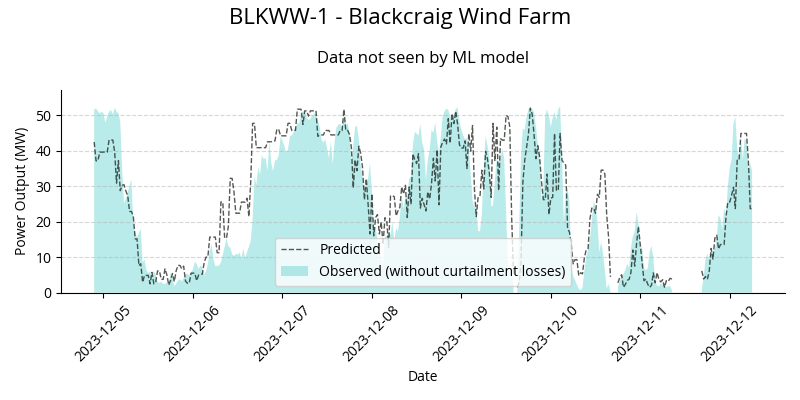 BLKWW-1 - Blackcraig Wind Farm
Data not seen by ML model
Power Output (MW)
50
40
30
20
10
0
Predicted
Observed (without curtailment losses)
2023-12-05
2023-12-06
2023-12-07
2023-12-08
2023-12-09
2023-12-10
2023-12-11
2023-12-12
Date